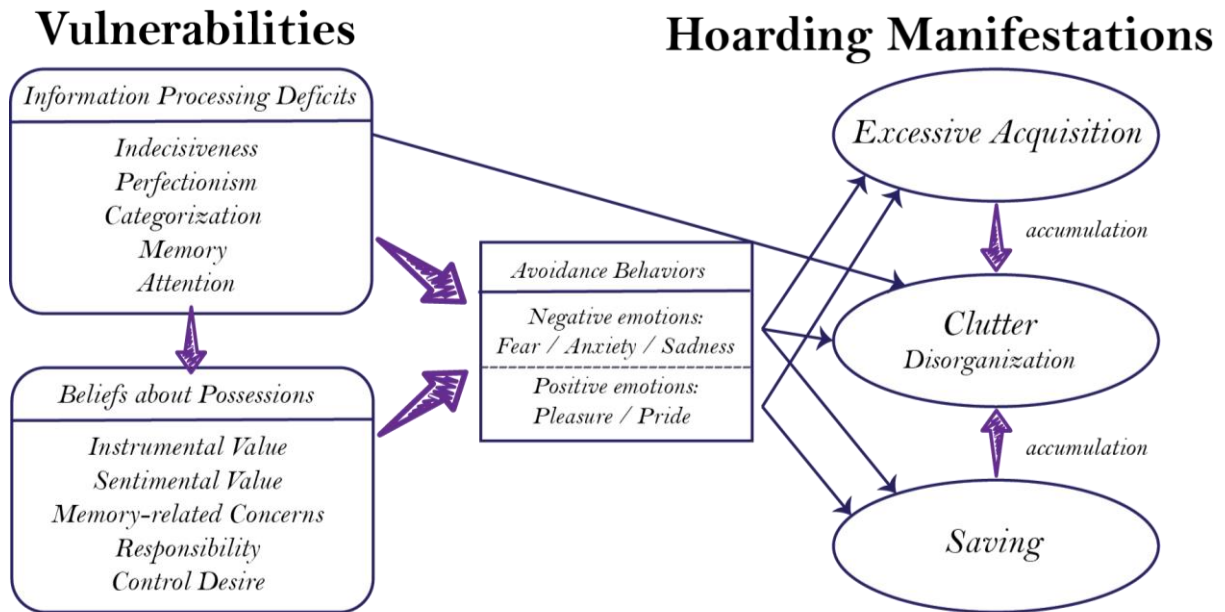 Vulnerabilities
Information Processing Deficits
Indecisiveness
Perfectionism
Categorization
Memory
Attention
Beliefs about Possessions
Instrumental Value
Sentimental Value
Memory-related Concerns
Responsibility
Control Desire
Avoidance Behaviors
Negative emotions:
Fear / Anxiety / Sadness
Positive emotions:
Pleasure / Pride
Hoarding Manifestations
Excessive Acquisition
accumulation
Clutter
Disorganization
accumulation
Saving